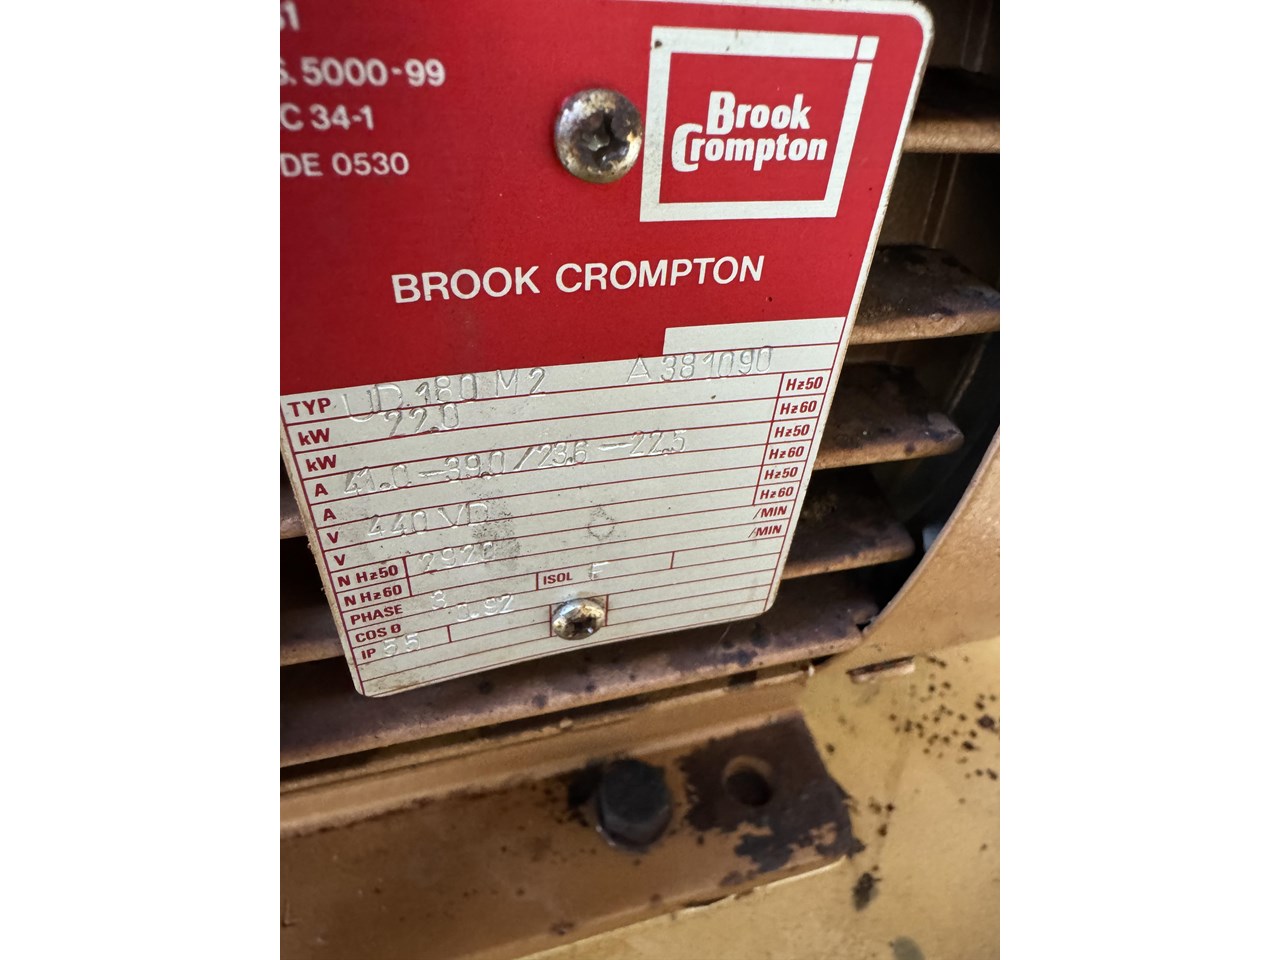 S. 5000-99
C 34-1
DE 0530
Brook
Crompton
BROOK CROMPTON
TYP UD 180 M2 A381090
kW 22.0 Hz50
kW Hz60
A 41.0-39.0/23.6-22.5 Hz50
A Hz60
V 440 VD Hz50
V Hz60
N Hz50 2920 /MIN
N Hz60 /MIN
PHASE 3 ISOL F
COS θ 0.92
IP 55